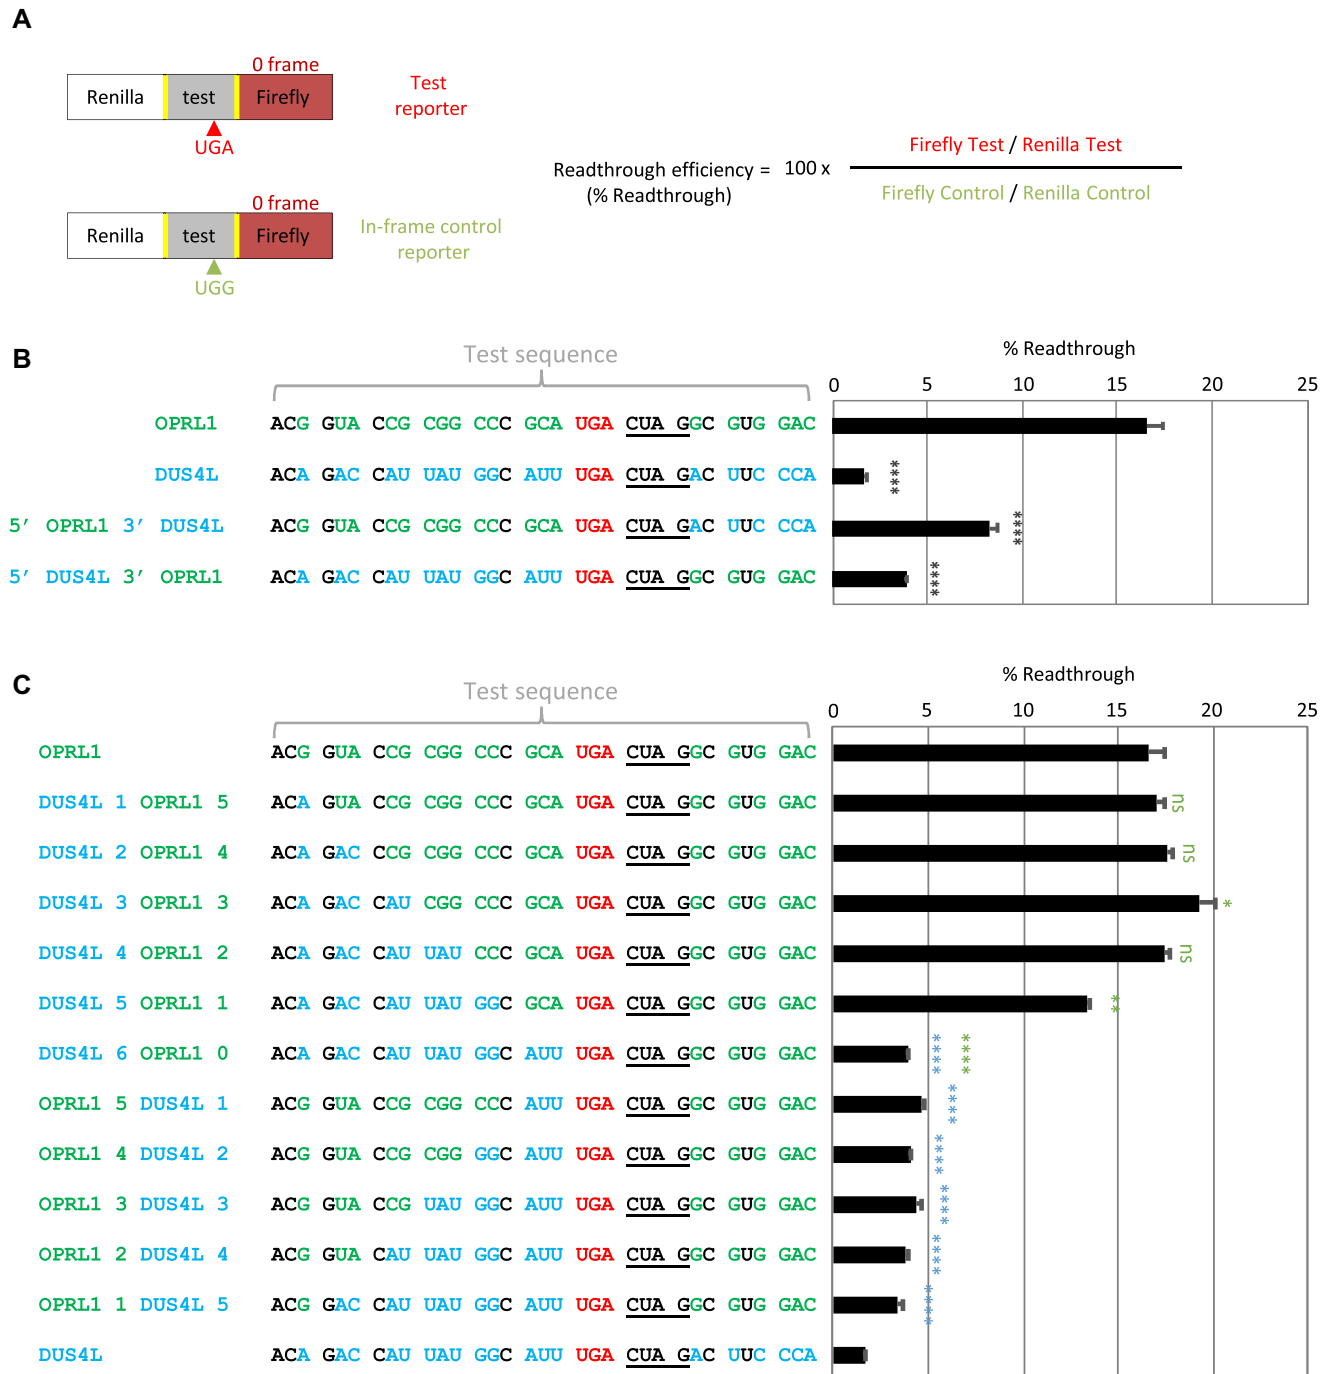 A
0 frame
Renilla test Firefly
UGA
Test
reporter
0 frame
Renilla test Firefly
UGG
In-frame control
reporter
Readthrough efficiency = 100 x
(% Readthrough)
Firefly Test / Renilla Test
Firefly Control / Renilla Control
B
Test sequence
% Readthrough
0 5 10 15 20 25
OPRL1 ACG GUA CCG CGG CCC GCA UGA CUA GGC GUG GAC
DUS4L ACA GAC CAU UAU GGC AUU UGA CUA GAC UUC CCA ****
5' OPRL1 3' DUS4L ACG GUA CCG CGG CCC GCA UGA CUA GAC UUC CCA ****
5' DUS4L 3' OPRL1 ACA GAC CAU UAU GGC AUU UGA CUA GGC GUG GAC ****
C
Test sequence
% Readthrough
0 5 10 15 20 25
OPRL1 ACG GUA CCG CGG CCC GCA UGA CUA GGC GUG GAC
DUS4L 1 OPRL1 5 ACA GUA CCG CGG CCC GCA UGA CUA GGC GUG GAC ns
DUS4L 2 OPRL1 4 ACA GAC CCG CGG CCC GCA UGA CUA GGC GUG GAC ns
DUS4L 3 OPRL1 3 ACA GAC CAU CGG CCC GCA UGA CUA GGC GUG GAC *
DUS4L 4 OPRL1 2 ACA GAC CAU UAU CCC GCA UGA CUA GGC GUG GAC ns
DUS4L 5 OPRL1 1 ACA GAC CAU UAU GGC GCA UGA CUA GGC GUG GAC **
DUS4L 6 OPRL1 0 ACA GAC CAU UAU GGC AUU UGA CUA GGC GUG GAC **** ****
OPRL1 5 DUS4L 1 ACG GUA CCG CGG CCC AUU UGA CUA GGC GUG GAC ****
OPRL1 4 DUS4L 2 ACG GUA CCG CGG GGC AUU UGA CUA GGC GUG GAC ****
OPRL1 3 DUS4L 3 ACG GUA CCG UAU GGC AUU UGA CUA GGC GUG GAC ****
OPRL1 2 DUS4L 4 ACG GUA CAU UAU GGC AUU UGA CUA GGC GUG GAC ****
OPRL1 1 DUS4L 5 ACG GAC CAU UAU GGC AUU UGA CUA GGC GUG GAC ****
DUS4L ACA GAC CAU UAU GGC AUU UGA CUA GAC UUC CCA